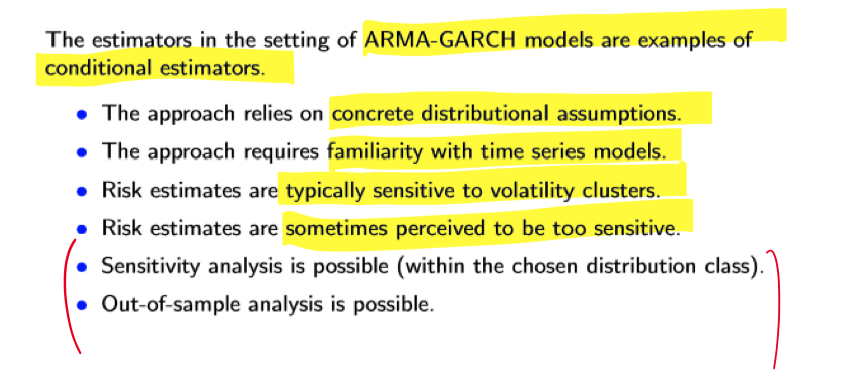 The estimators in the setting of ARMA-GARCH models are examples of
conditional estimators.
• The approach relies on concrete distributional assumptions.
• The approach requires familiarity with time series models.
• Risk estimates are typically sensitive to volatility clusters.
• Risk estimates are sometimes perceived to be too sensitive.
• Sensitivity analysis is possible (within the chosen distribution class).
• Out-of-sample analysis is possible.